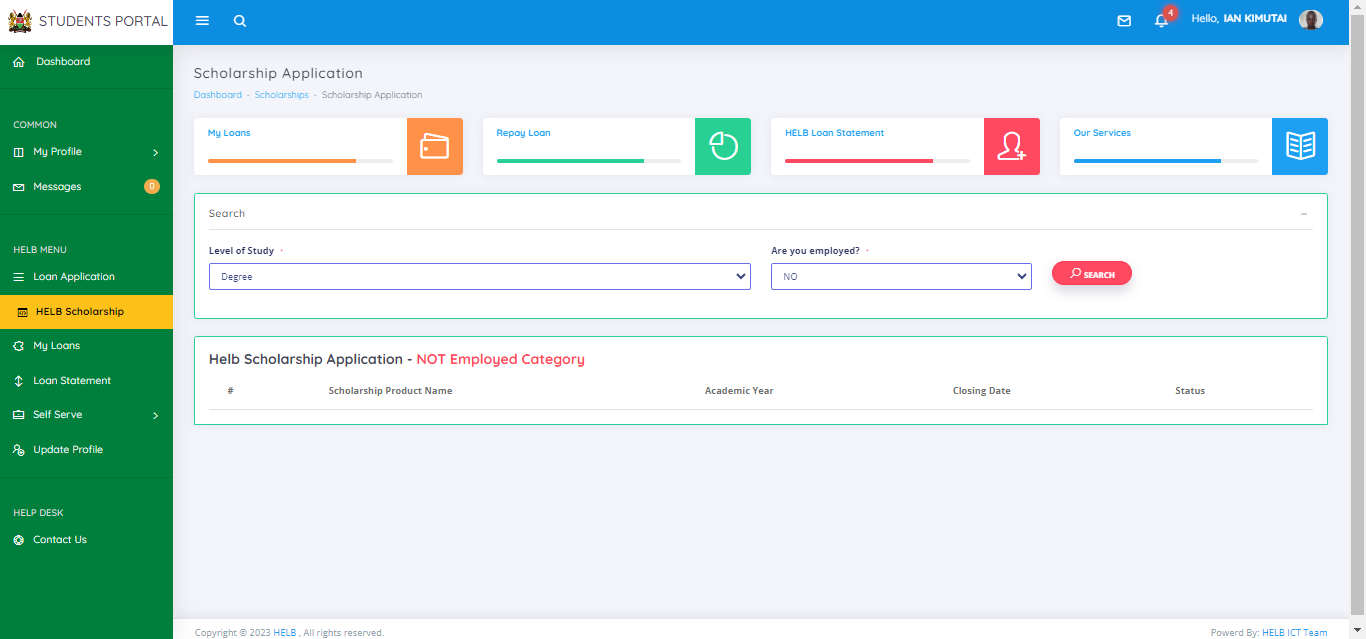 STUDENTS PORTAL
4
Hello, IAN KIMUTAI
Dashboard
COMMON
My Profile
Messages
0
HELB MENU
Loan Application
HELB Scholarship
My Loans
Loan Statement
Self Serve
Update Profile
HELP DESK
Contact Us
Scholarship Application
Dashboard - Scholarships - Scholarship Application
My Loans
Repay Loan
HELB Loan Statement
Our Services
Search
Level of Study *
Are you employed? *
Degree
NO
SEARCH
Helb Scholarship Application - NOT Employed Category
# Scholarship Product Name Academic Year Closing Date Status
Copyright © 2023 HELB , All rights reserved.
Powerd By: HELB ICT Team